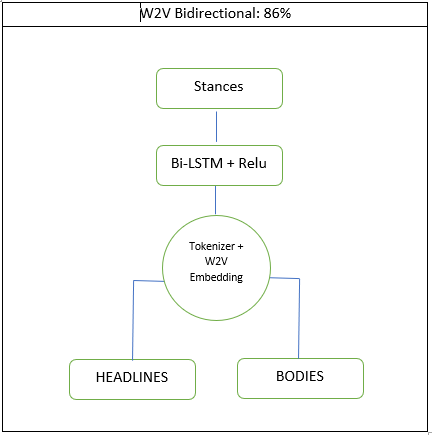 W2V Bidirectional: 86%
Stances
Bi-LSTM + Relu
Tokenizer +
W2V
Embedding
HEADLINES
BODIES